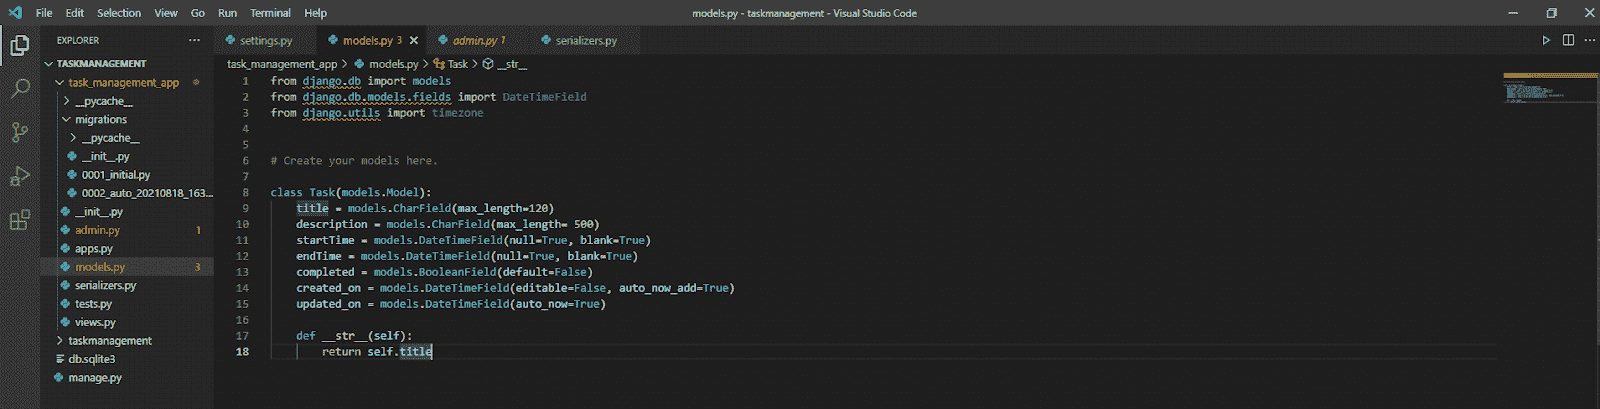 File Edit Selection View Go Run Terminal Help models.py - taskmanagement - Visual Studio Code
EXPLORER
TASKMANAGEMENT
task_management_app
__pycache__
migrations
__pycache__
__init__.py
0001_initial.py
0002_auto_20210818_163...
__init__.py
admin.py 1
apps.py
models.py 3
serializers.py
tests.py
views.py
taskmanagement
db.sqlite3
manage.py
settings.py models.py 3 admin.py 1 serializers.py
task_management_app > models.py > Task > __str__
1 from django.db import models
2 from django.db.models.fields import DateTimeField
3 from django.utils import timezone
4
5
6 # Create your models here.
7
8 class Task(models.Model):
9 title = models.CharField(max_length=120)
10 description = models.CharField(max_length= 500)
11 startTime = models.DateTimeField(null=True, blank=True)
12 endTime = models.DateTimeField(null=True, blank=True)
13 completed = models.BooleanField(default=False)
14 created_on = models.DateTimeField(editable=False, auto_now_add=True)
15 updated_on = models.DateTimeField(auto_now=True)
16
17 def __str__(self):
18 return self.title